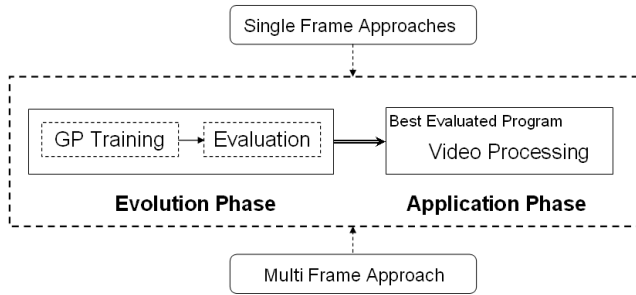 Single Frame Approaches
GP Training
Evaluation
Best Evaluated Program
Video Processing
Evolution Phase
Application Phase
Multi Frame Approach